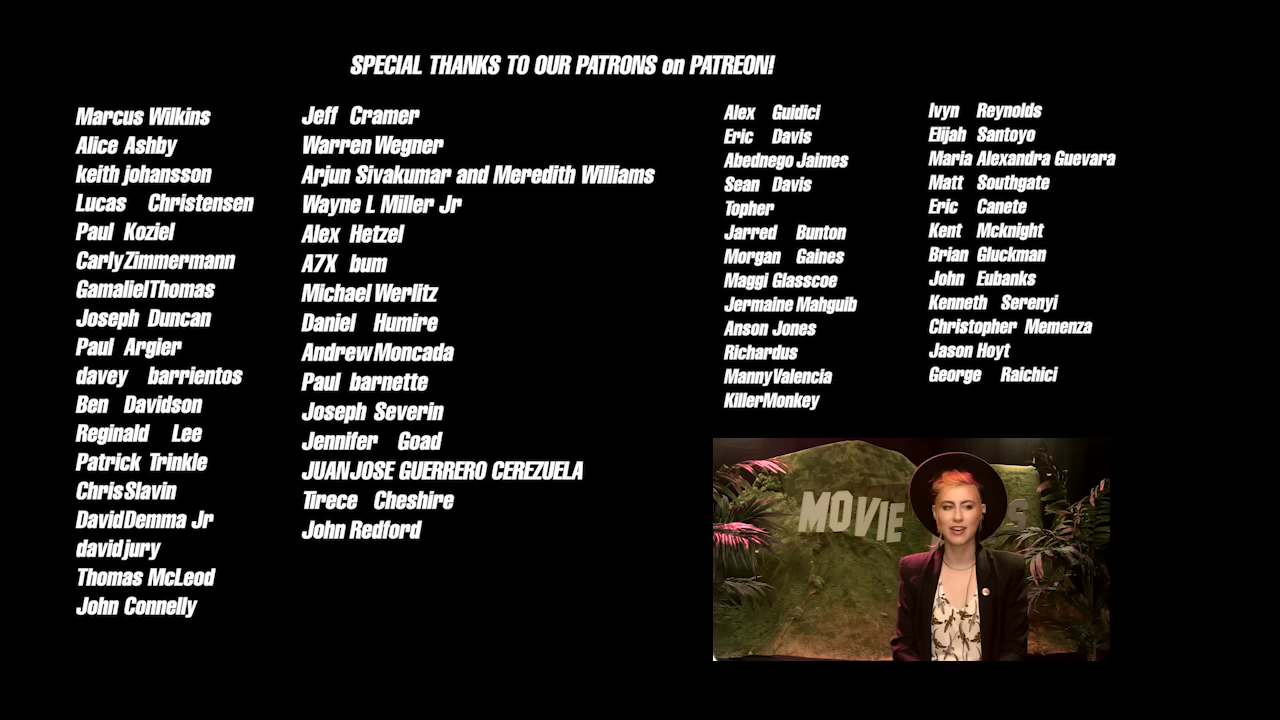 SPECIAL THANKS TO OUR PATRONS on PATREON!
Marcus Wilkins
Alice Ashby
keith johansson
Lucas Christensen
Paul Koziel
Carly Zimmermann
Gamaliel Thomas
Joseph Duncan
Paul Argier
davey barrientos
Ben Davidson
Reginald Lee
Patrick Trinkle
Chris Slavin
David Demma Jr
david jury
Thomas McLeod
John Connelly
Jeff Cramer
Warren Wegner
Arjun Sivakumar and Meredith Williams
Wayne L Miller Jr
Alex Hetzel
A7X bum
Michael Werlitz
Daniel Humire
Andrew Moncada
Paul barnette
Joseph Severin
Jennifer Goad
JUAN JOSE GUERRERO CEREZUELA
Tirece Cheshire
John Redford
Alex Guidici
Eric Davis
Abednego Jaimes
Sean Davis
Topher
Jarred Bunton
Morgan Gaines
Maggi Glasscoe
Jermaine Mahguib
Anson Jones
Richardus
Manny Valencia
KillerMonkey
Ivyn Reynolds
Elijah Santoyo
Maria Alexandra Guevara
Matt Southgate
Eric Canete
Kent Mcknight
Brian Gluckman
John Eubanks
Kenneth Serenyi
Christopher Memenza
Jason Hoyt
George Raichici
MOVIE